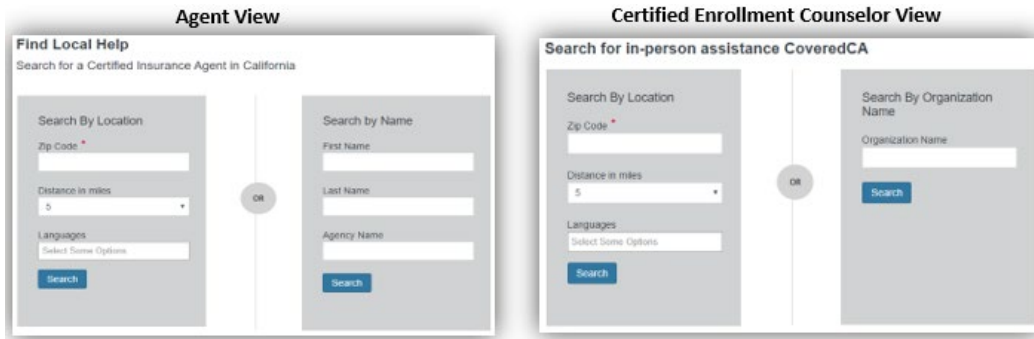 Agent View
Find Local Help
Search for a Certified Insurance Agent in California
Search By Location
Zip Code *
Distance in miles
5
Languages
Select Some Options
Search
OR
Search by Name
First Name
Last Name
Agency Name
Search
Certified Enrollment Counselor View
Search for in-person assistance CoveredCA
Search By Location
Zip Code *
Distance in miles
5
Languages
Select Some Options
Search
OR
Search By Organization
Name
Organization Name
Search